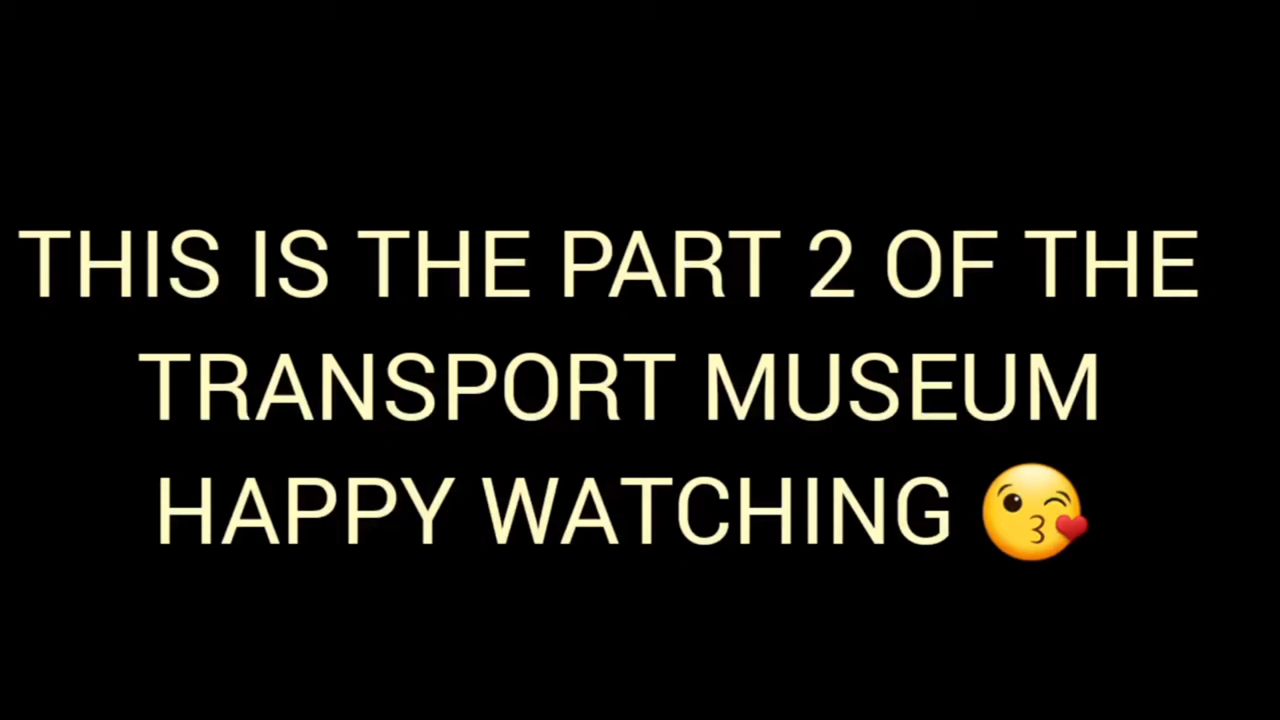 THIS IS THE PART 2 OF THE
TRANSPORT MUSEUM
HAPPY WATCHING 😘